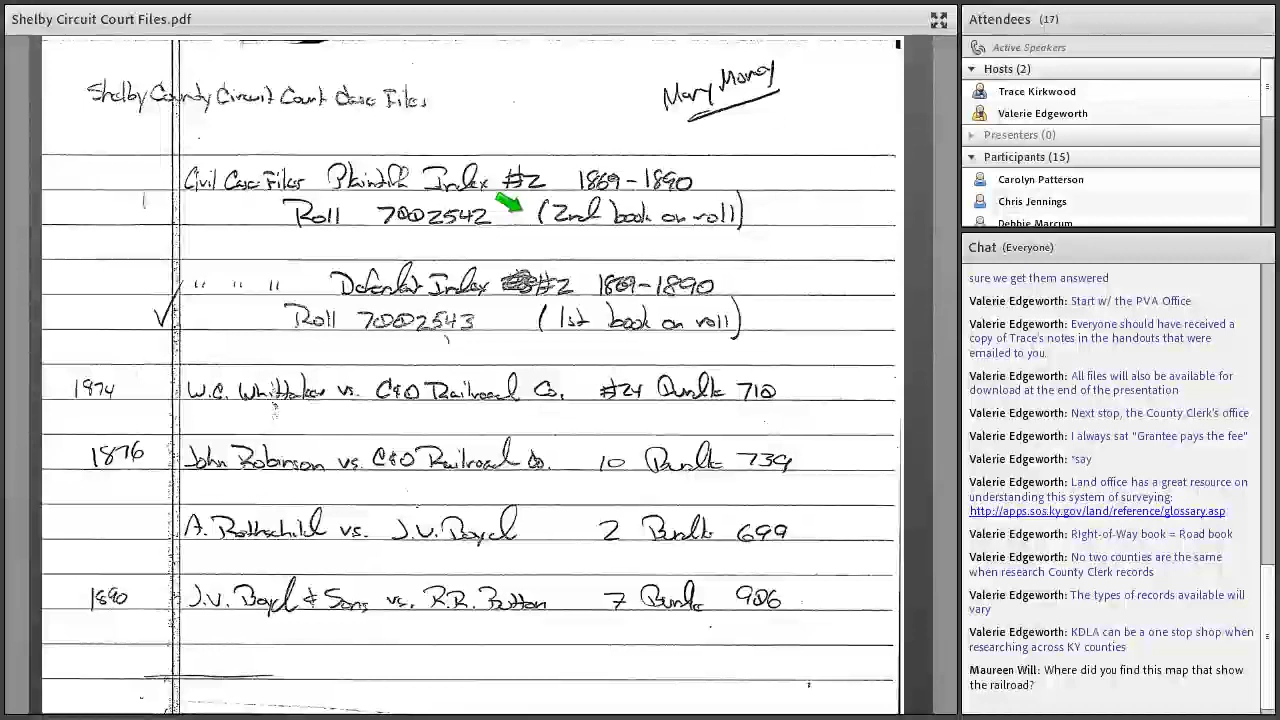 Shelby Circuit Court Files.pdf
Shelby County Circuit Court Case Files
Mary Money
Civil Case Files Plaintiff Index #2 1869-1890
Roll 7002542 (2nd book on roll)
" " " Defendant Index #2 1869-1890
✓ Roll 7002543 (1st book on roll)
1874 W.C. Whittaker vs. C&O Railroad Co. #24 Bundle 710
1876 John Robinson vs. C&O Railroad Co. 10 Bundle 739
A. Rothschild vs. J.V. Boyd 2 Bundle 699
1890 J.V. Boyd & Sons vs. R.R. Button 7 Bundle 906
Attendees (17)
Active Speakers
Hosts (2)
Trace Kirkwood
Valerie Edgeworth
Presenters (0)
Participants (15)
Carolyn Patterson
Chris Jennings
Debbie Marcum
Chat (Everyone)
sure we get them answered
Valerie Edgeworth: Start w/ the PVA Office
Valerie Edgeworth: Everyone should have received a
copy of Trace's notes in the handouts that were
emailed to you.
Valerie Edgeworth: All files will also be available for
download at the end of the presentation
Valerie Edgeworth: Next stop, the County Clerk's office
Valerie Edgeworth: I always sat "Grantee pays the fee"
Valerie Edgeworth: *say
Valerie Edgeworth: Land office has a great resource on
understanding this system of surveying:
http://apps.sos.ky.gov/land/reference/glossary.asp
Valerie Edgeworth: RIght-of-Way book = Road book
Valerie Edgeworth: No two counties are the same
when research County Clerk records
Valerie Edgeworth: The types of records available will
vary
Valerie Edgeworth: KDLA can be a one stop shop when
researching across KY counties
Maureen Will: Where did you find this map that show
the railroad?